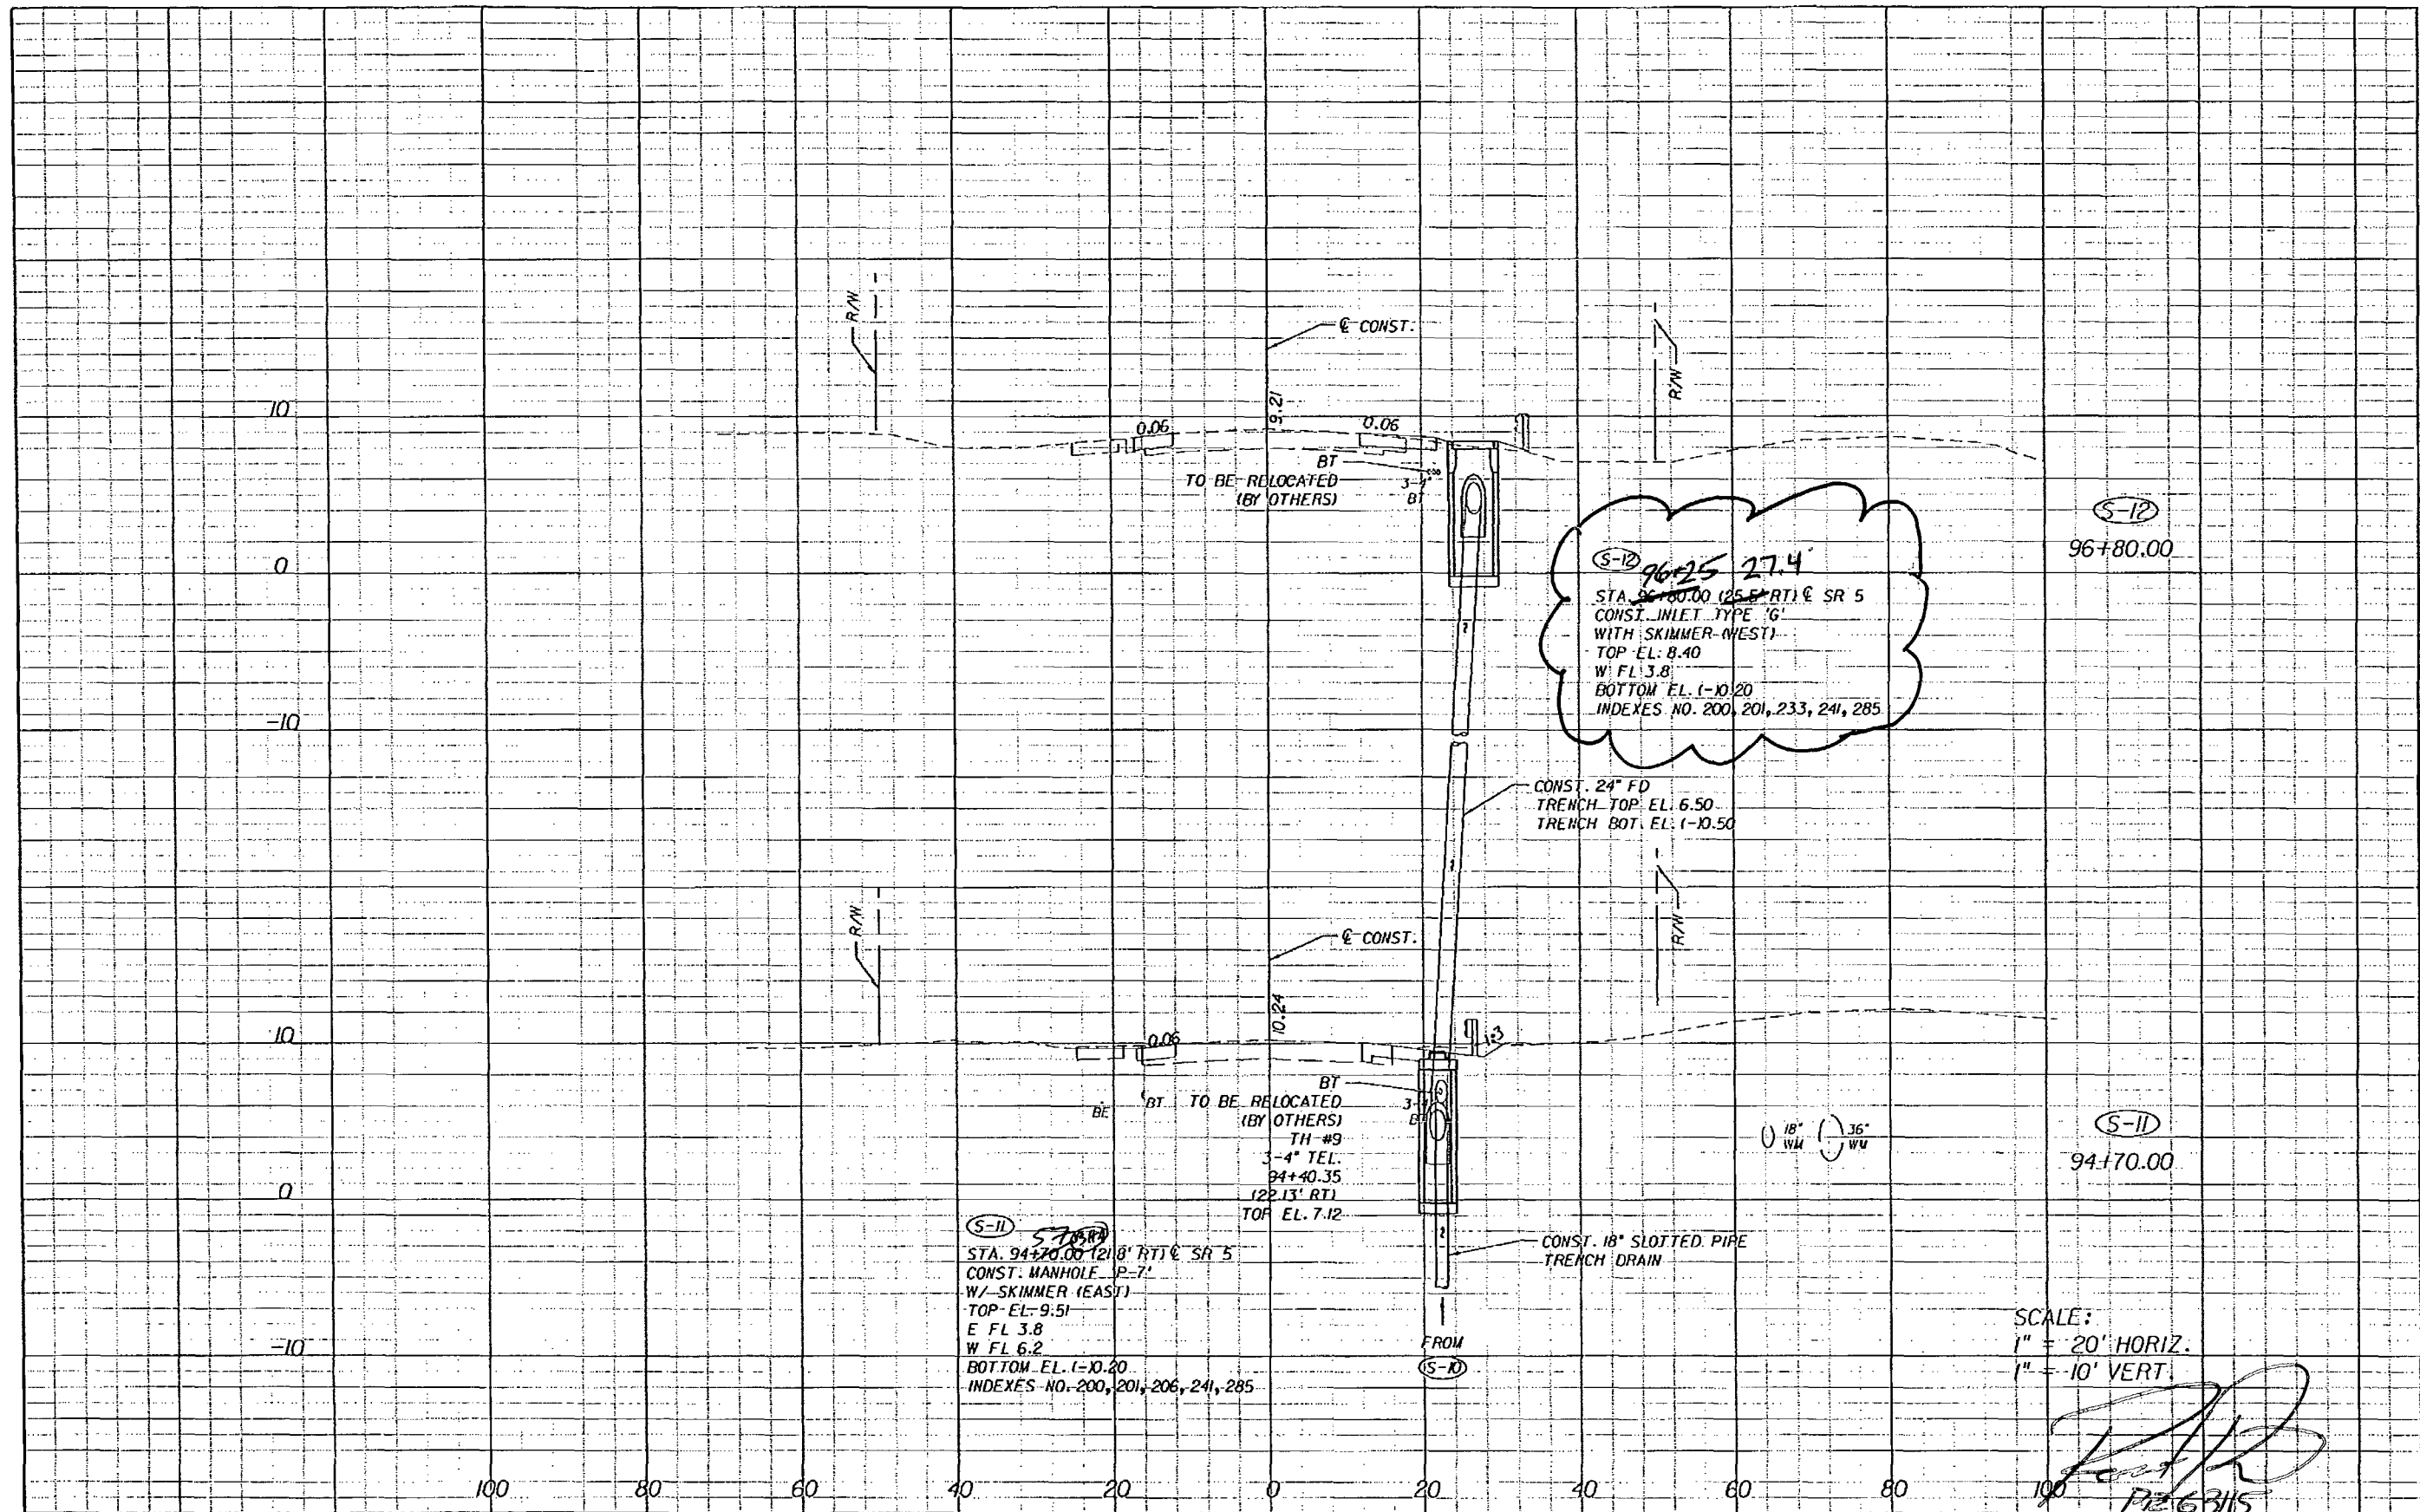 R/W
R/W
℄ CONST.
9.21
10
0.06
0.06
BT
TO BE RELOCATED
(BY OTHERS)
3-4"
BT
S-12
96+80.00
0
S-12
96+25 27.4'
STA. 96+80.00 (25.5' RT) ℄ SR 5
CONST. INLET TYPE 'G'
WITH SKIMMER (WEST)
TOP EL. 8.40
W FL 3.8
BOTTOM EL. (-10.20
INDEXES NO. 200, 201, 233, 241, 285
-10
CONST. 24" FD
TRENCH TOP EL. 6.50
TRENCH BOT. EL. (-10.50
R/W
R/W
℄ CONST.
10.24
10
0.06
1:3
BE
BT
BT
TO BE RELOCATED
(BY OTHERS)
3-4"
TH #9
3-4" TEL.
94+40.35
(22.13' RT)
TOP EL. 7.12
18"
WM
36"
WM
S-11
94+70.00
0
S-11
57
STA. 94+70.00 (21.8' RT) ℄ SR 5
CONST. MANHOLE 'P-7'
W/ SKIMMER (EAST)
TOP EL. 9.51
E FL 3.8
W FL 6.2
BOTTOM EL. (-10.20
INDEXES NO. 200, 201, 206, 241, 285
CONST. 18" SLOTTED PIPE
TRENCH DRAIN
FROM
S-10
-10
SCALE:
1" = 20' HORIZ.
1" = 10' VERT.
PE 63115
100 80 60 40 20 0 20 40 60 80 100